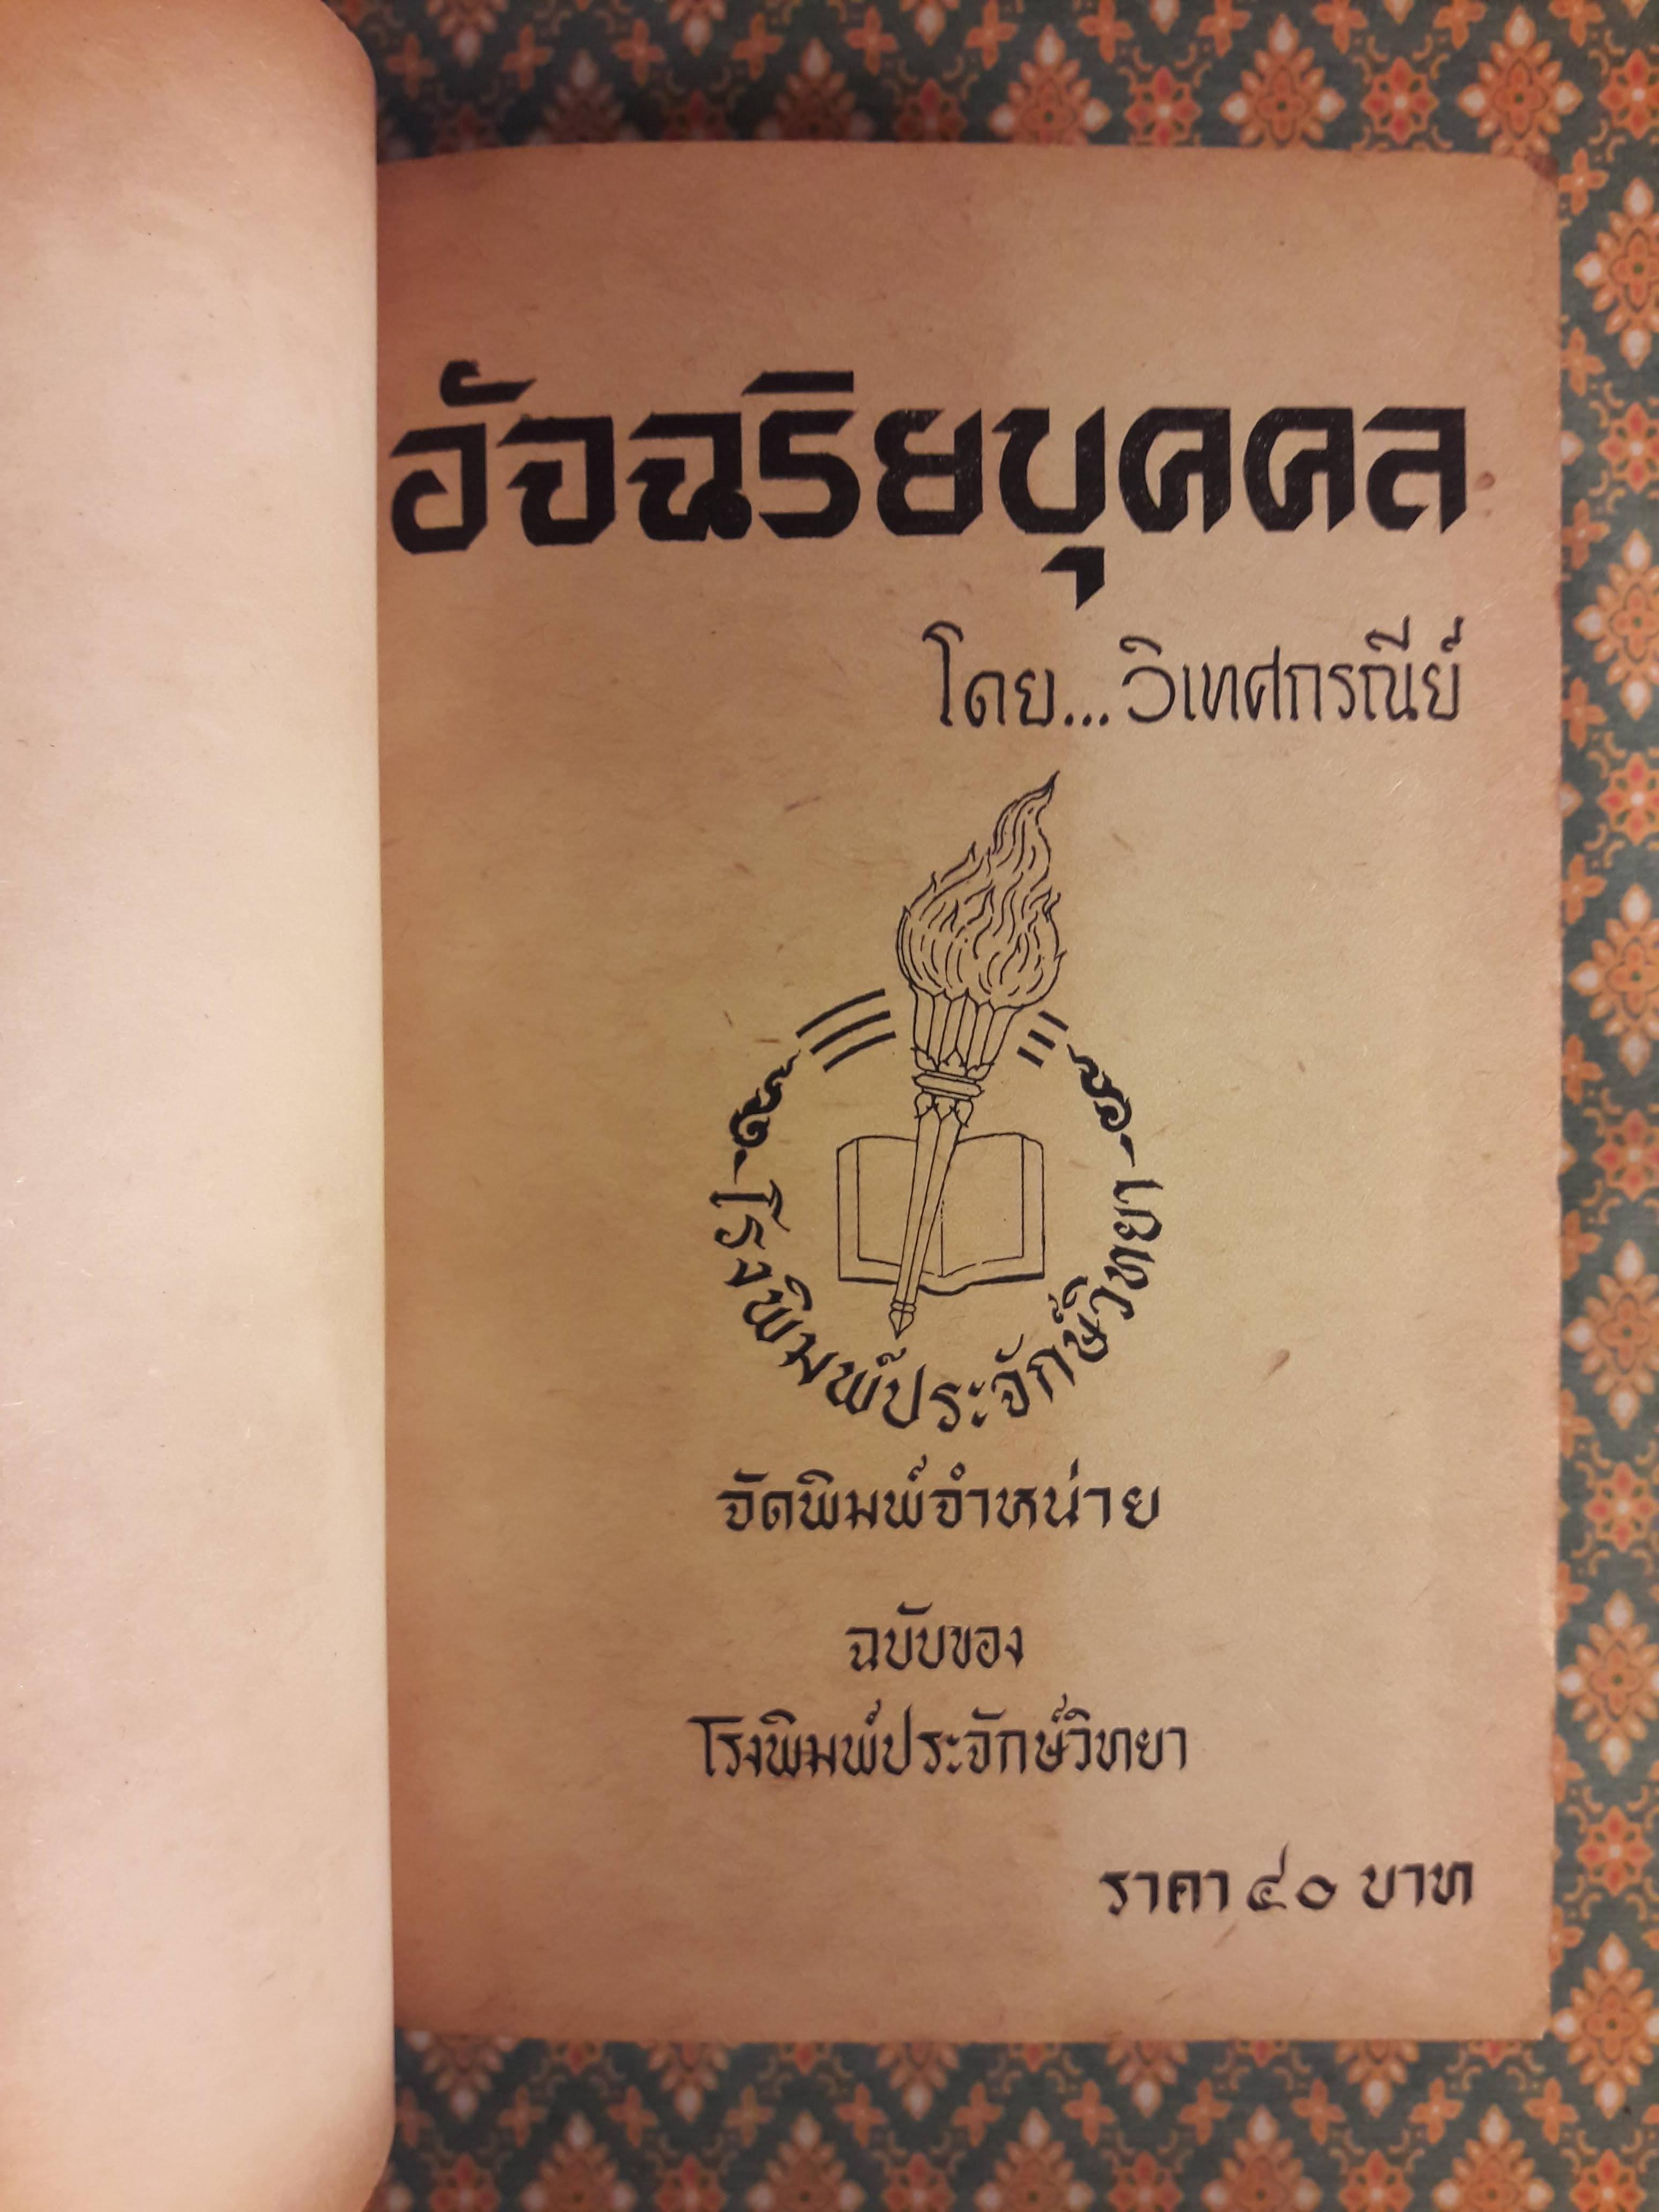 อัจฉริยบุคคล
โดย...วิเทศกรณีย์
โรงพิมพ์ประจักษ์วิทยา
จัดพิมพ์จำหน่าย
ฉบับของ
โรงพิมพ์ประจักษ์วิทยา
ราคา ๔๐ บาท